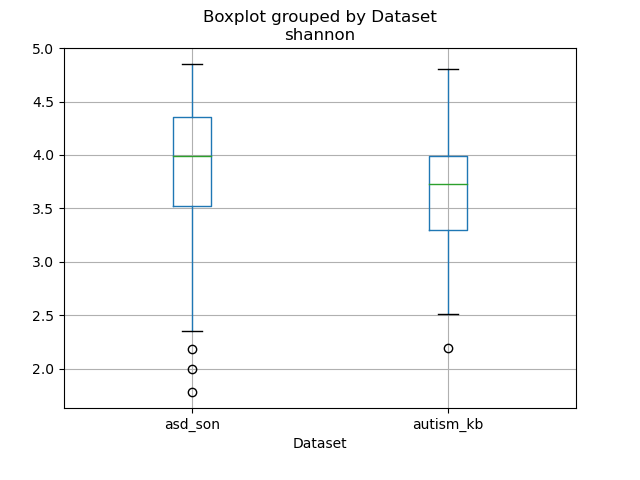 Boxplot grouped by Dataset
shannon
5.0
4.5
4.0
3.5
3.0
2.5
2.0
asd_son
autism_kb
Dataset